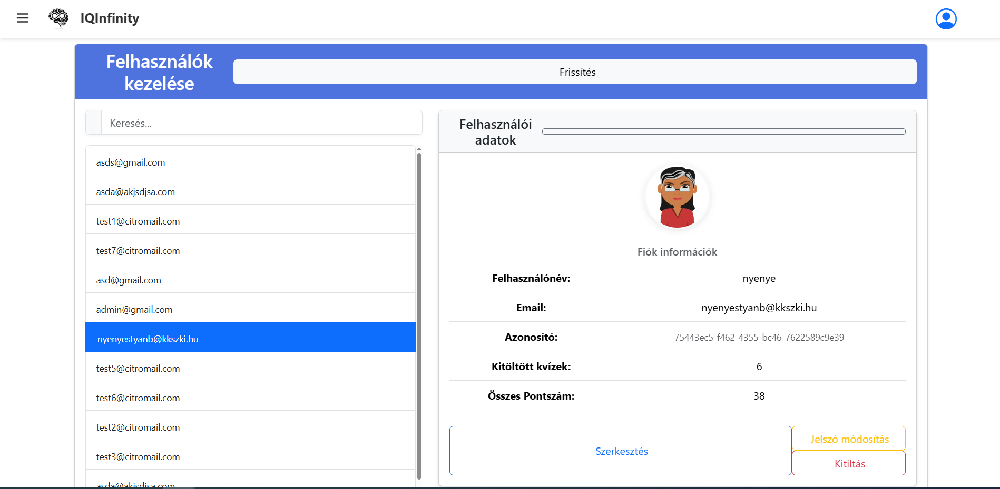 IQInfinity
Felhasználók
kezelése
Frissítés
Keresés...
asds@gmail.com
asda@akjsdjsa.com
test1@citromail.com
test7@citromail.com
asd@gmail.com
admin@gmail.com
nyenyestyanb@kkszki.hu
test5@citromail.com
test6@citromail.com
test2@citromail.com
test3@citromail.com
asda@akjsdjsa.com
Felhasználói
adatok
Fiók információk
Felhasználónév: nyenye
Email: nyenyestyanb@kkszki.hu
Azonosító: 75443ec5-f462-4355-bc46-7622589c9e39
Kitöltött kvízek: 6
Összes Pontszám: 38
Szerkesztés
Jelszó módosítás
Kitiltás